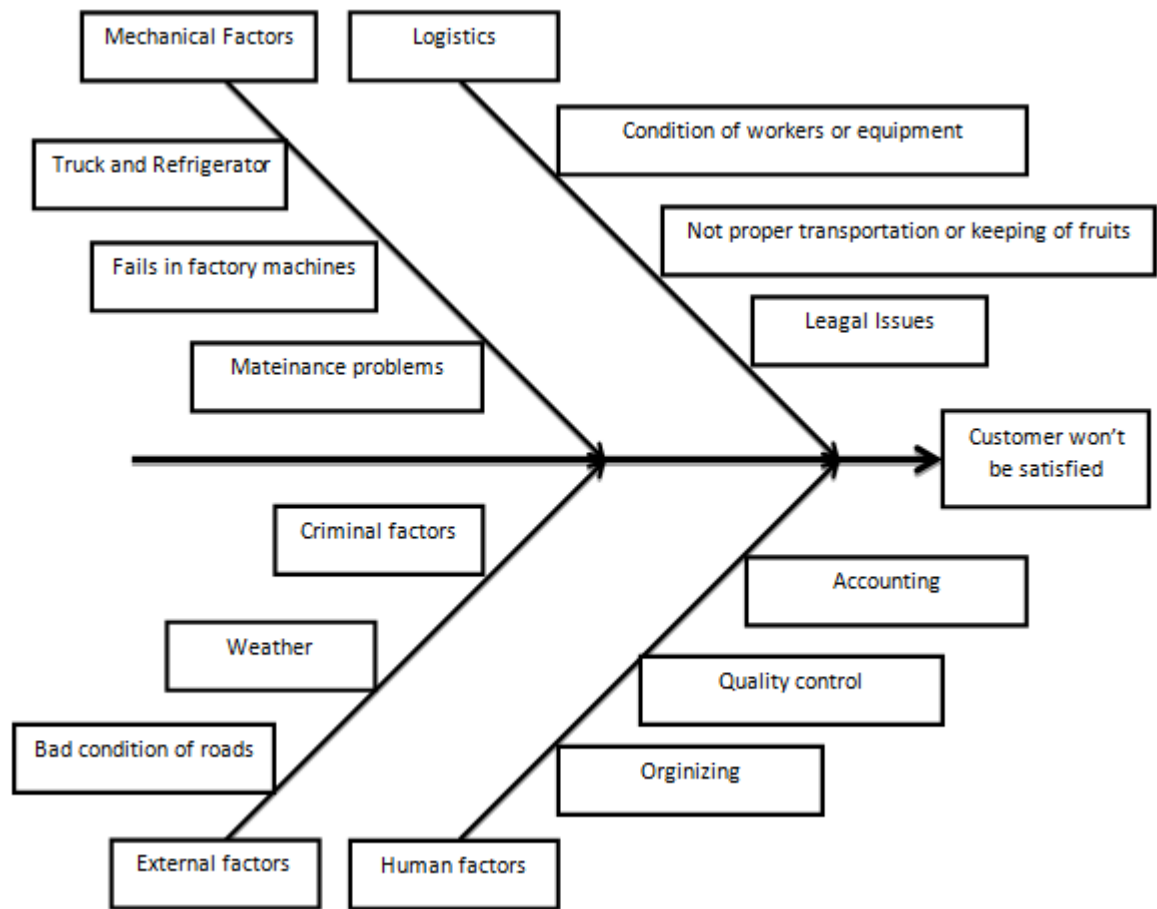 Mechanical Factors
Logistics
Truck and Refrigerator
Fails in factory machines
Mateinance problems
Condition of workers or equipment
Not proper transportation or keeping of fruits
Leagal Issues
Customer won't
be satisfied
Criminal factors
Weather
Bad condition of roads
External factors
Accounting
Quality control
Orginizing
Human factors